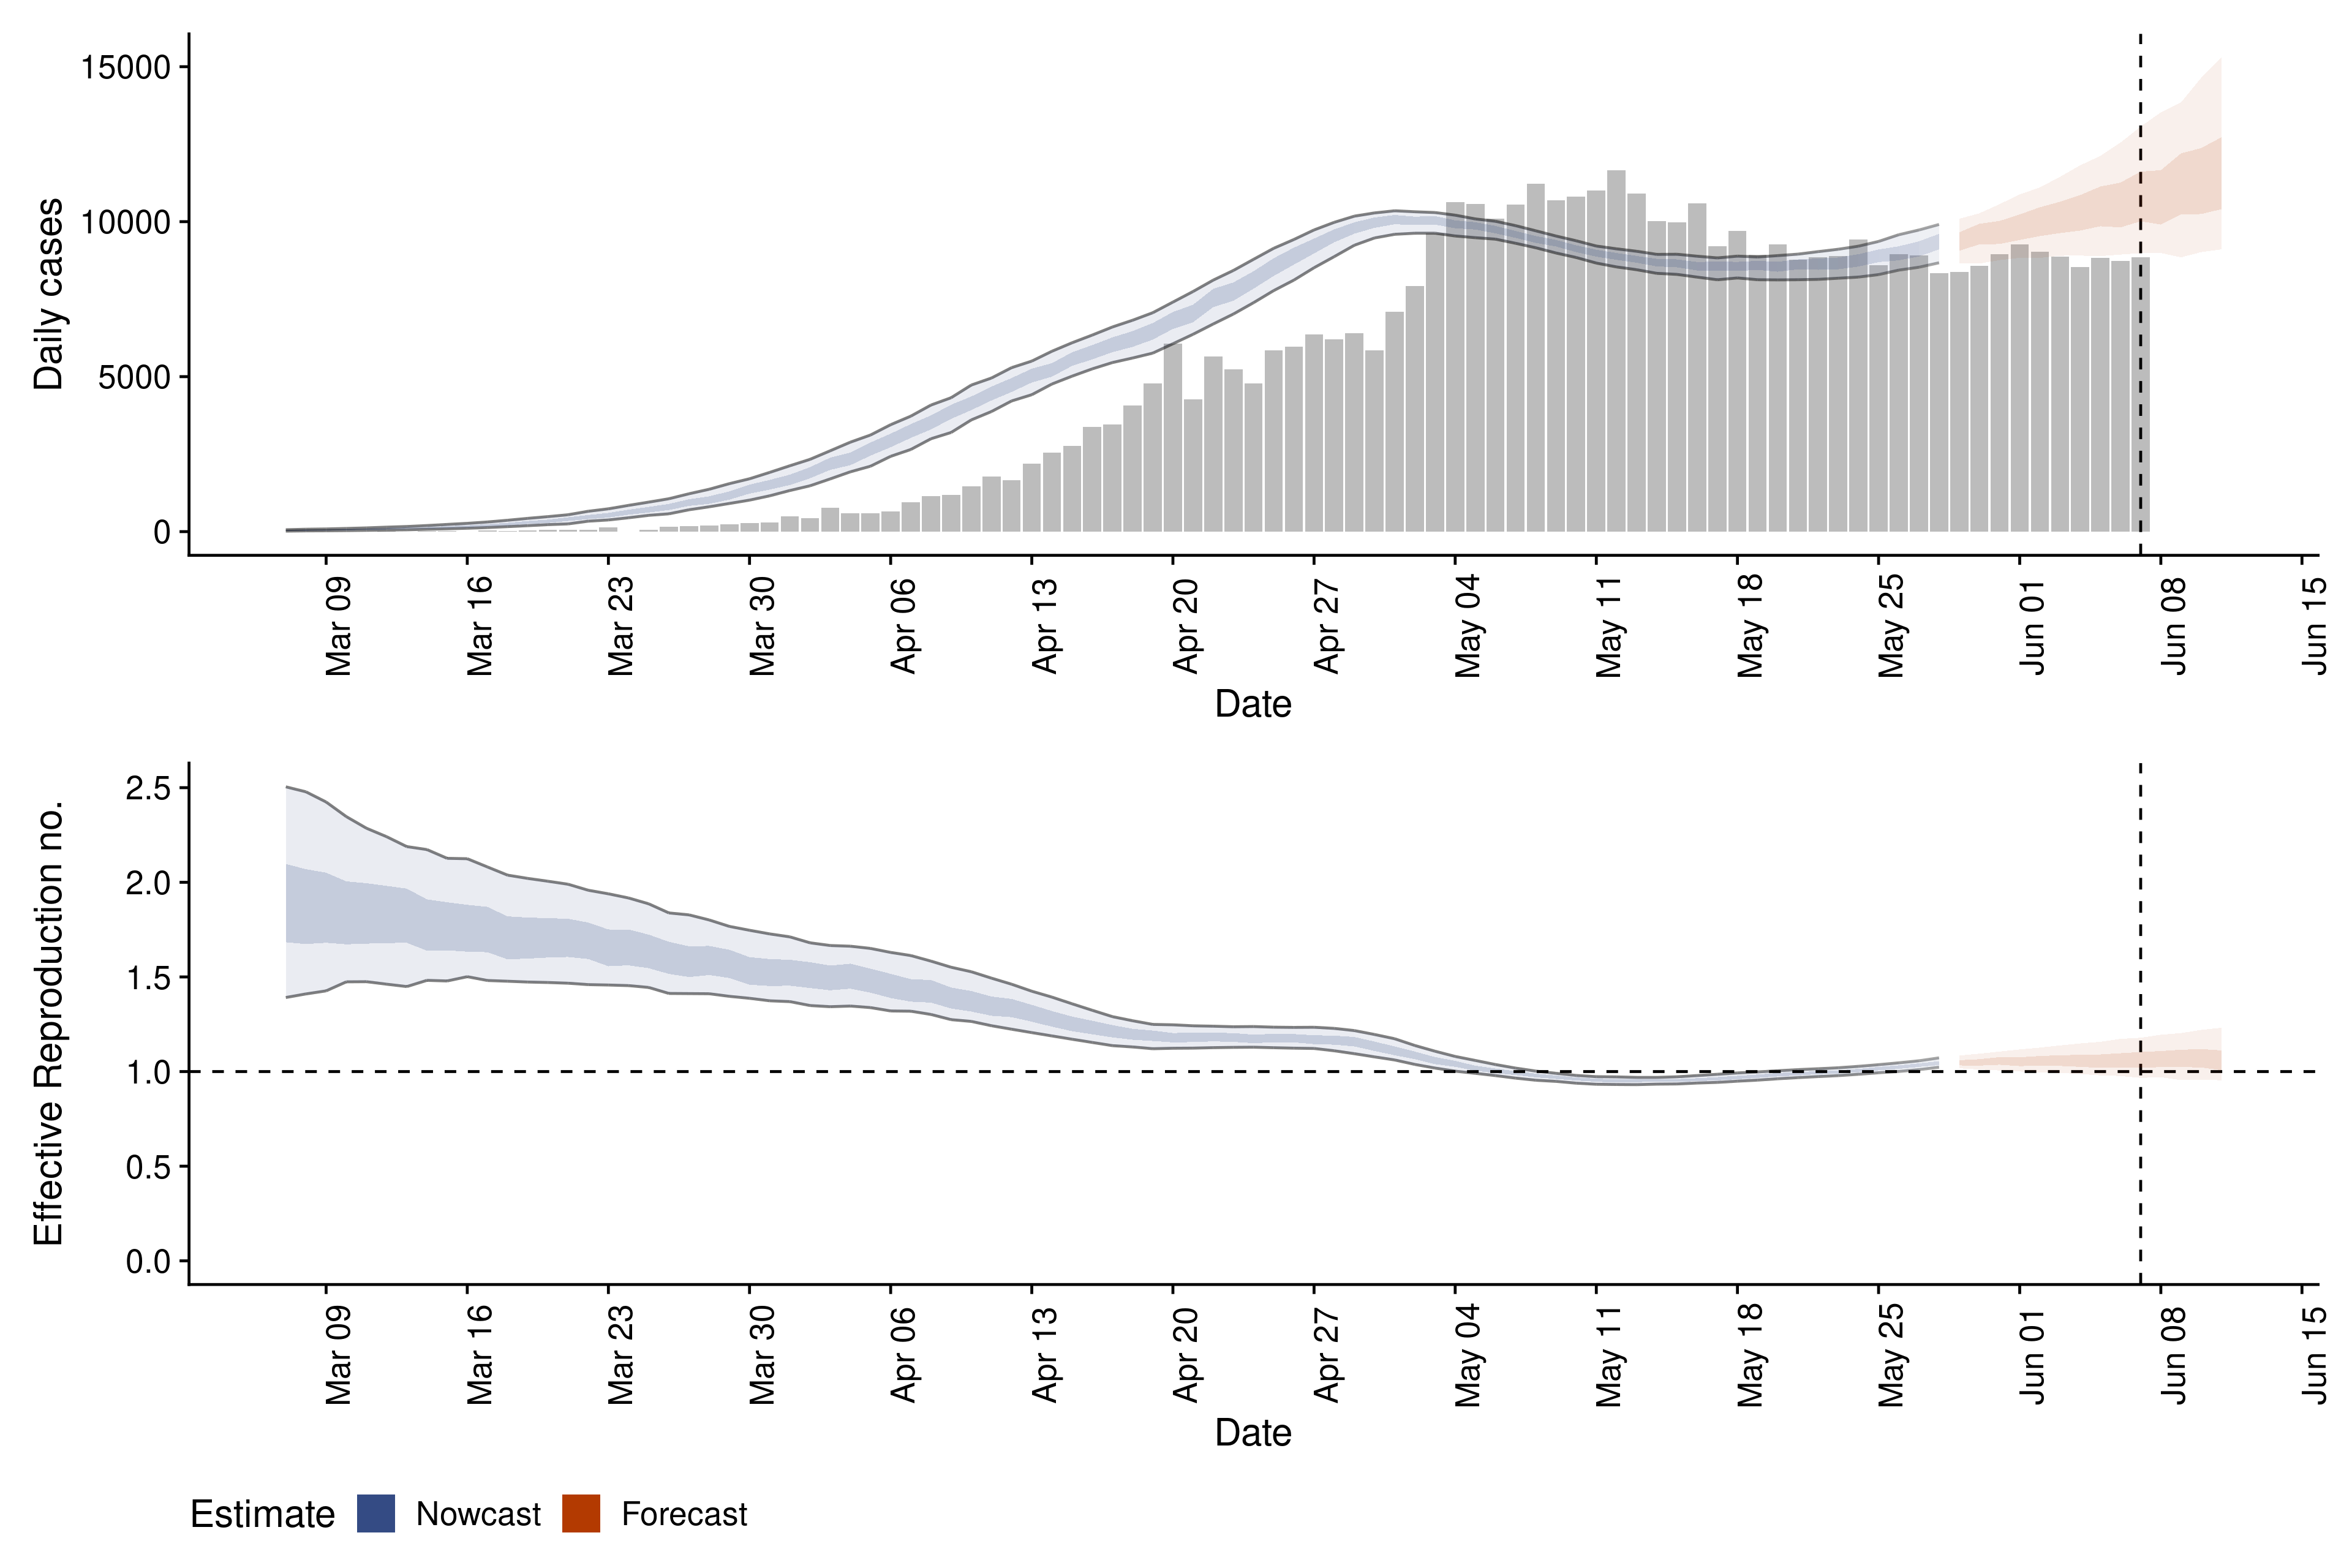 15000
10000
5000
0
Daily cases
Mar 09 Mar 16 Mar 23 Mar 30 Apr 06 Apr 13 Apr 20 Apr 27 May 04 May 11 May 18 May 25 Jun 01 Jun 08 Jun 15
Date
2.5
2.0
1.5
1.0
0.5
0.0
Effective Reproduction no.
Mar 09 Mar 16 Mar 23 Mar 30 Apr 06 Apr 13 Apr 20 Apr 27 May 04 May 11 May 18 May 25 Jun 01 Jun 08 Jun 15
Date
Estimate Nowcast Forecast